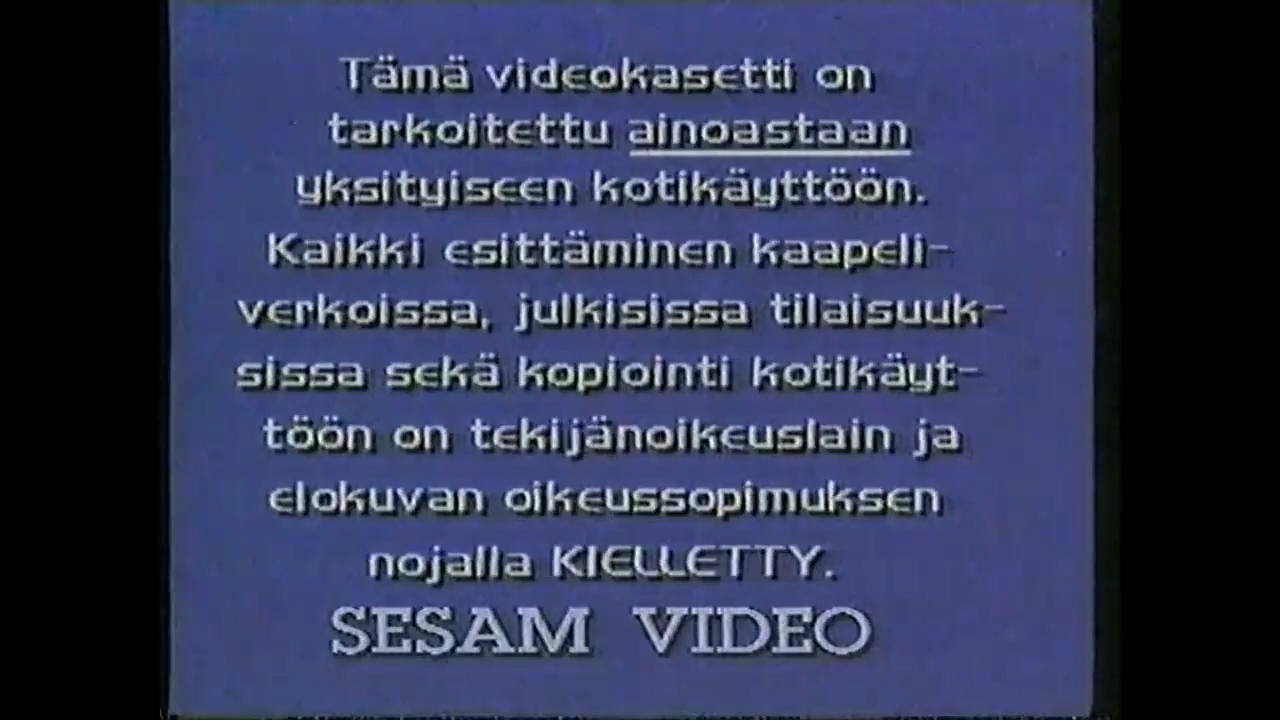 Tämä videokasetti on
tarkoitettu ainoastaan
yksityiseen kotikäyttöön.
Kaikki esittäminen kaapeli-
verkoissa, julkisissa tilaisuuk-
sissa sekä kopiointi kotikäyt-
töön on tekijänoikeuslain ja
elokuvan oikeussopimuksen
nojalla KIELLETTY.
SESAM VIDEO